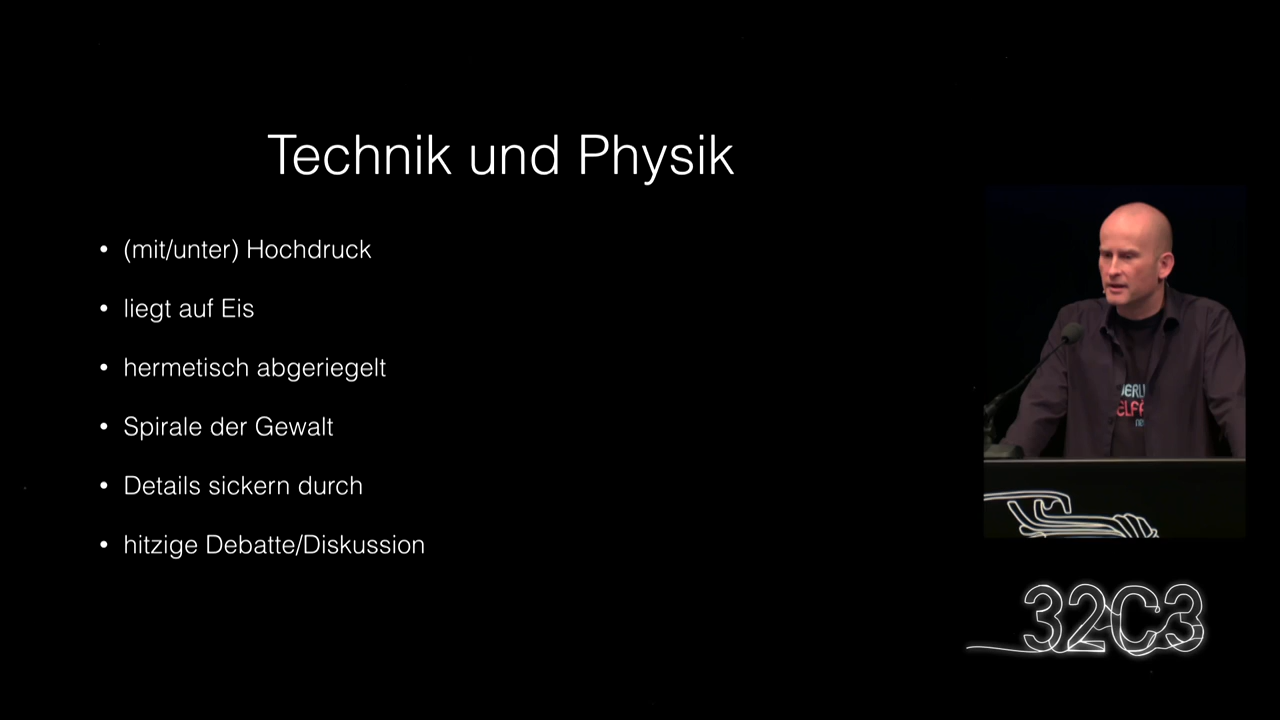 Technik und Physik
• (mit/unter) Hochdruck
• liegt auf Eis
• hermetisch abgeriegelt
• Spirale der Gewalt
• Details sickern durch
• hitzige Debatte/Diskussion
32C3